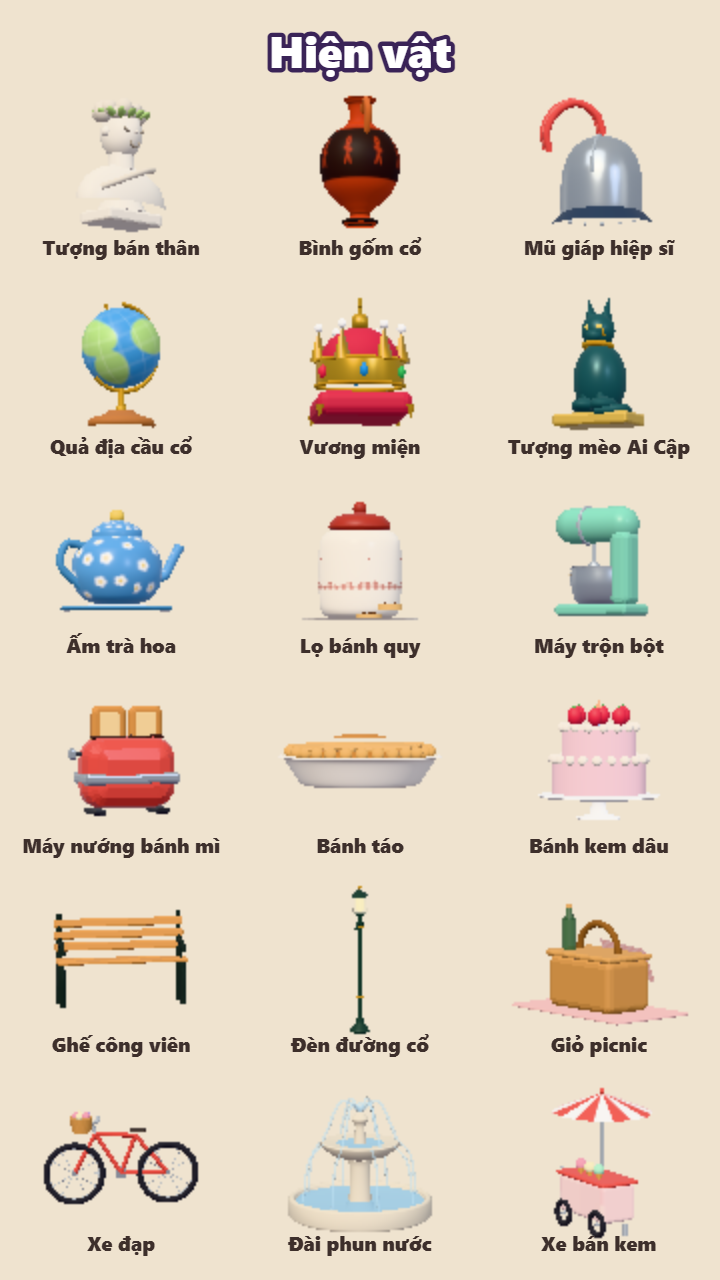 Hiện vật
Tượng bán thân
Bình gốm cổ
Mũ giáp hiệp sĩ
Quả địa cầu cổ
Vương miện
Tượng mèo Ai Cập
Ấm trà hoa
Lọ bánh quy
Máy trộn bột
Máy nướng bánh mì
Bánh táo
Bánh kem dâu
Ghế công viên
Đèn đường cổ
Giỏ picnic
Xe đạp
Đài phun nước
Xe bán kem